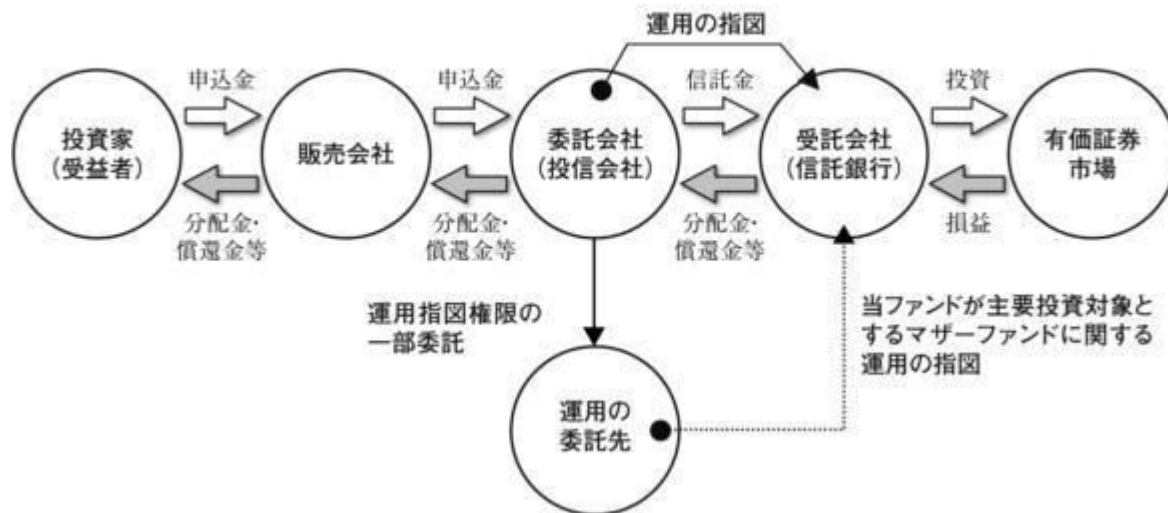 運用の指図
申込金
申込金
信託金
投資
投資家
(受益者)
販売会社
委託会社
(投信会社)
受託会社
(信託銀行)
有価証券
市場
分配金・
償還金等
分配金・
償還金等
分配金・
償還金等
損益
運用指図権限の
一部委託
当ファンドが主要投資対象と
するマザーファンドに関する
運用の指図
運用の
委託先